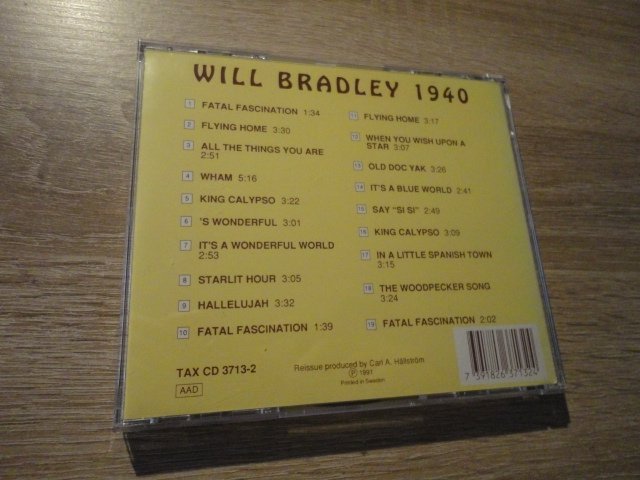 WILL BRADLEY 1940
1 FATAL FASCINATION 1:34
2 FLYING HOME 3:30
3 ALL THE THINGS YOU ARE
2:51
4 WHAM 5:16
5 KING CALYPSO 3:22
6 'S WONDERFUL 3:01
7 IT'S A WONDERFUL WORLD
2:53
8 STARLIT HOUR 3:05
9 HALLELUJAH 3:32
10 FATAL FASCINATION 1:39
11 FLYING HOME 3:17
12 WHEN YOU WISH UPON A
STAR 3:07
13 OLD DOC YAK 3:26
14 IT'S A BLUE WORLD 2:41
15 SAY "SI SI" 2:49
16 KING CALYPSO 3:09
17 IN A LITTLE SPANISH TOWN
3:15
18 THE WOODPECKER SONG
3:24
19 FATAL FASCINATION 2:02
TAX CD 3713-2
AAD
Reissue produced by Carl A. Hällström
Ⓟ 1991
Printed in Sweden
7 391826 371324